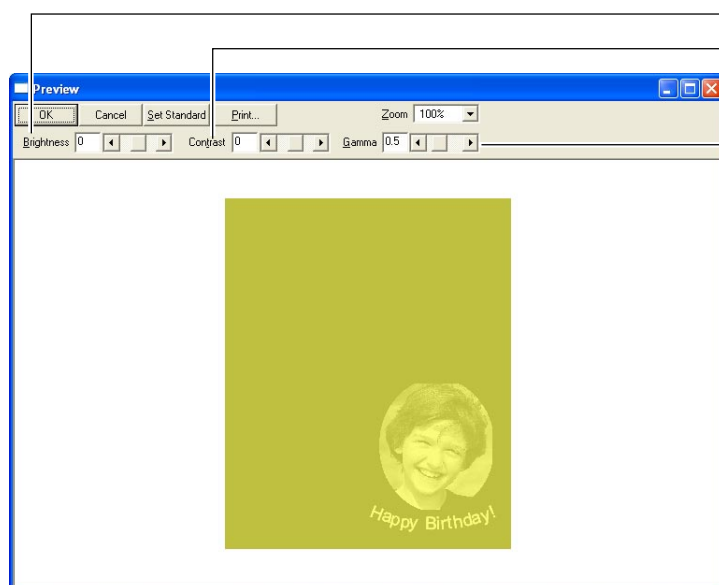 Preview
OK Cancel Set Standard Print... Zoom 100%
Brightness 0 Contrast 0 Gamma 0.5
Happy Birthday!